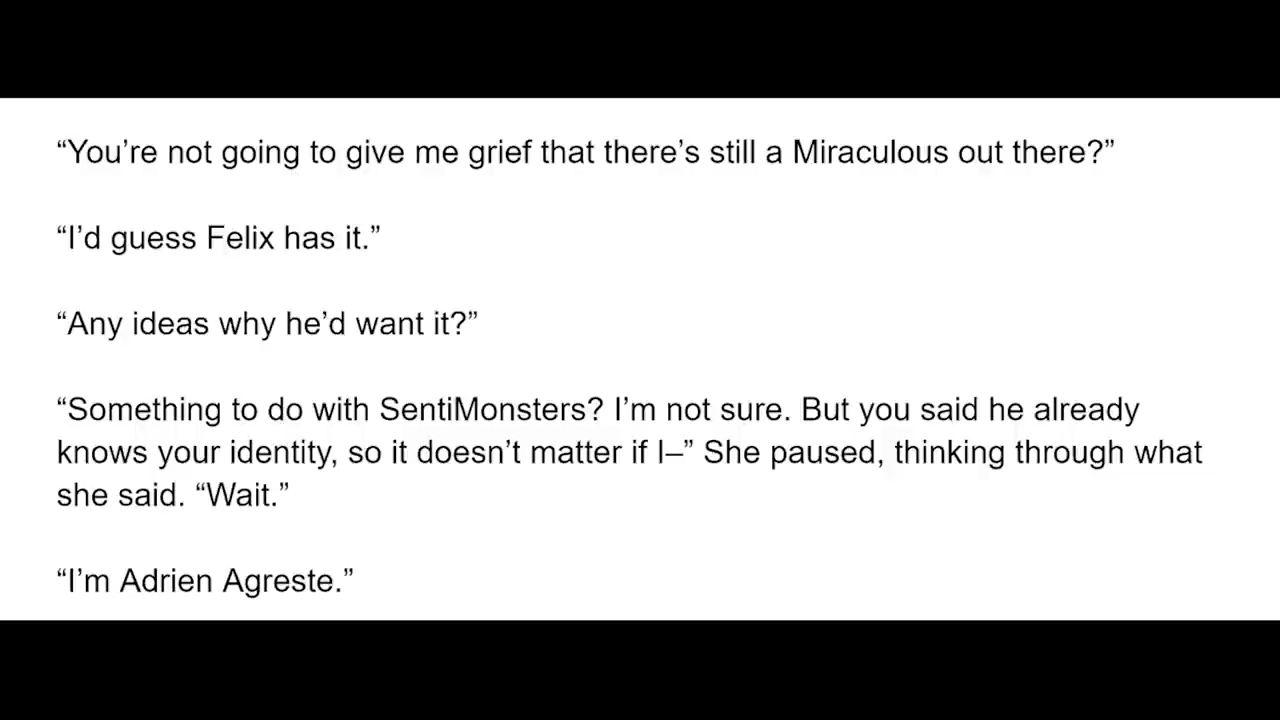 “You’re not going to give me grief that there’s still a Miraculous out there?”
“I’d guess Felix has it.”
“Any ideas why he’d want it?”
“Something to do with SentiMonsters? I’m not sure. But you said he already
knows your identity, so it doesn’t matter if I–” She paused, thinking through what
she said. “Wait.”
“I’m Adrien Agreste.”